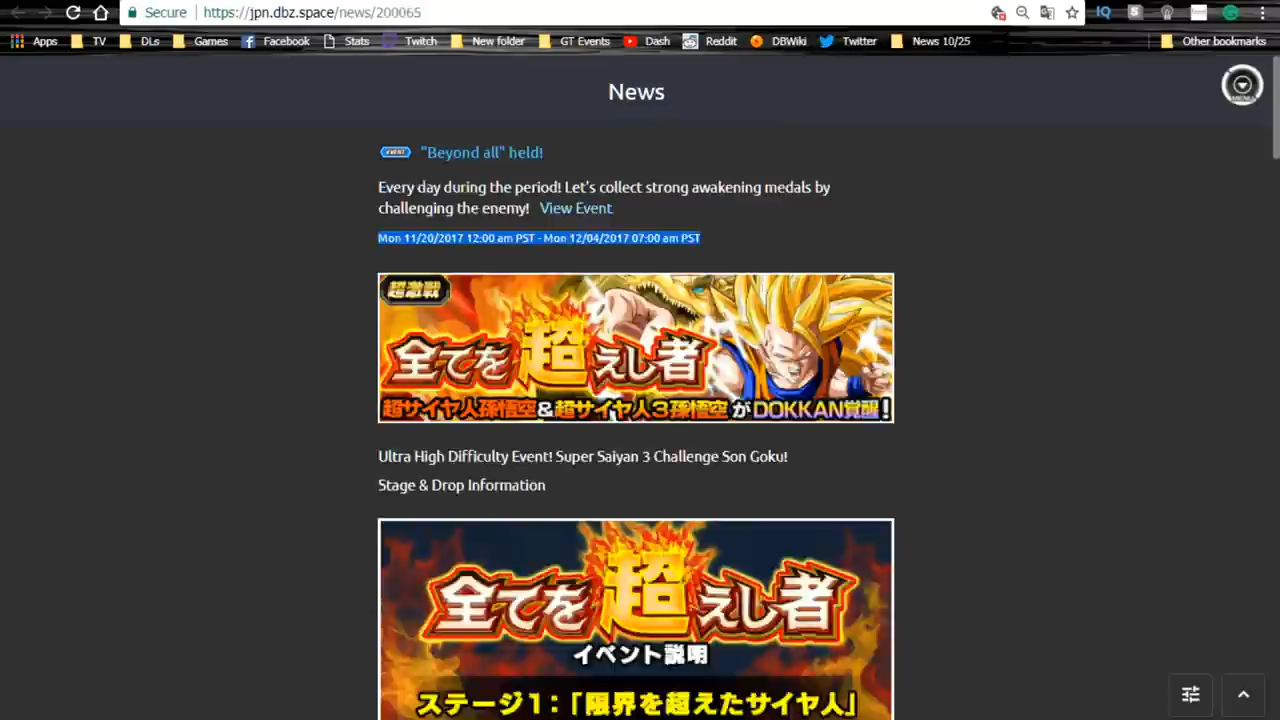 Secure | https://jpn.dbz.space/news/200065
Apps TV DLs Games Facebook Stats Twitch New folder GT Events Dash Reddit DBWiki Twitter News 10/25 Other bookmarks
News
MENU
EVENT "Beyond all" held!
Every day during the period! Let's collect strong awakening medals by
challenging the enemy! View Event
Mon 11/20/2017 12:00 am PST - Mon 12/04/2017 07:00 am PST
超激戦
全てを超えし者
超サイヤ人孫悟空&超サイヤ人3孫悟空がDOKKAN覚醒!
Ultra High Difficulty Event! Super Saiyan 3 Challenge Son Goku!
Stage & Drop Information
全てを超えし者
イベント説明
ステージ1:「限界を超えたサイヤ人」